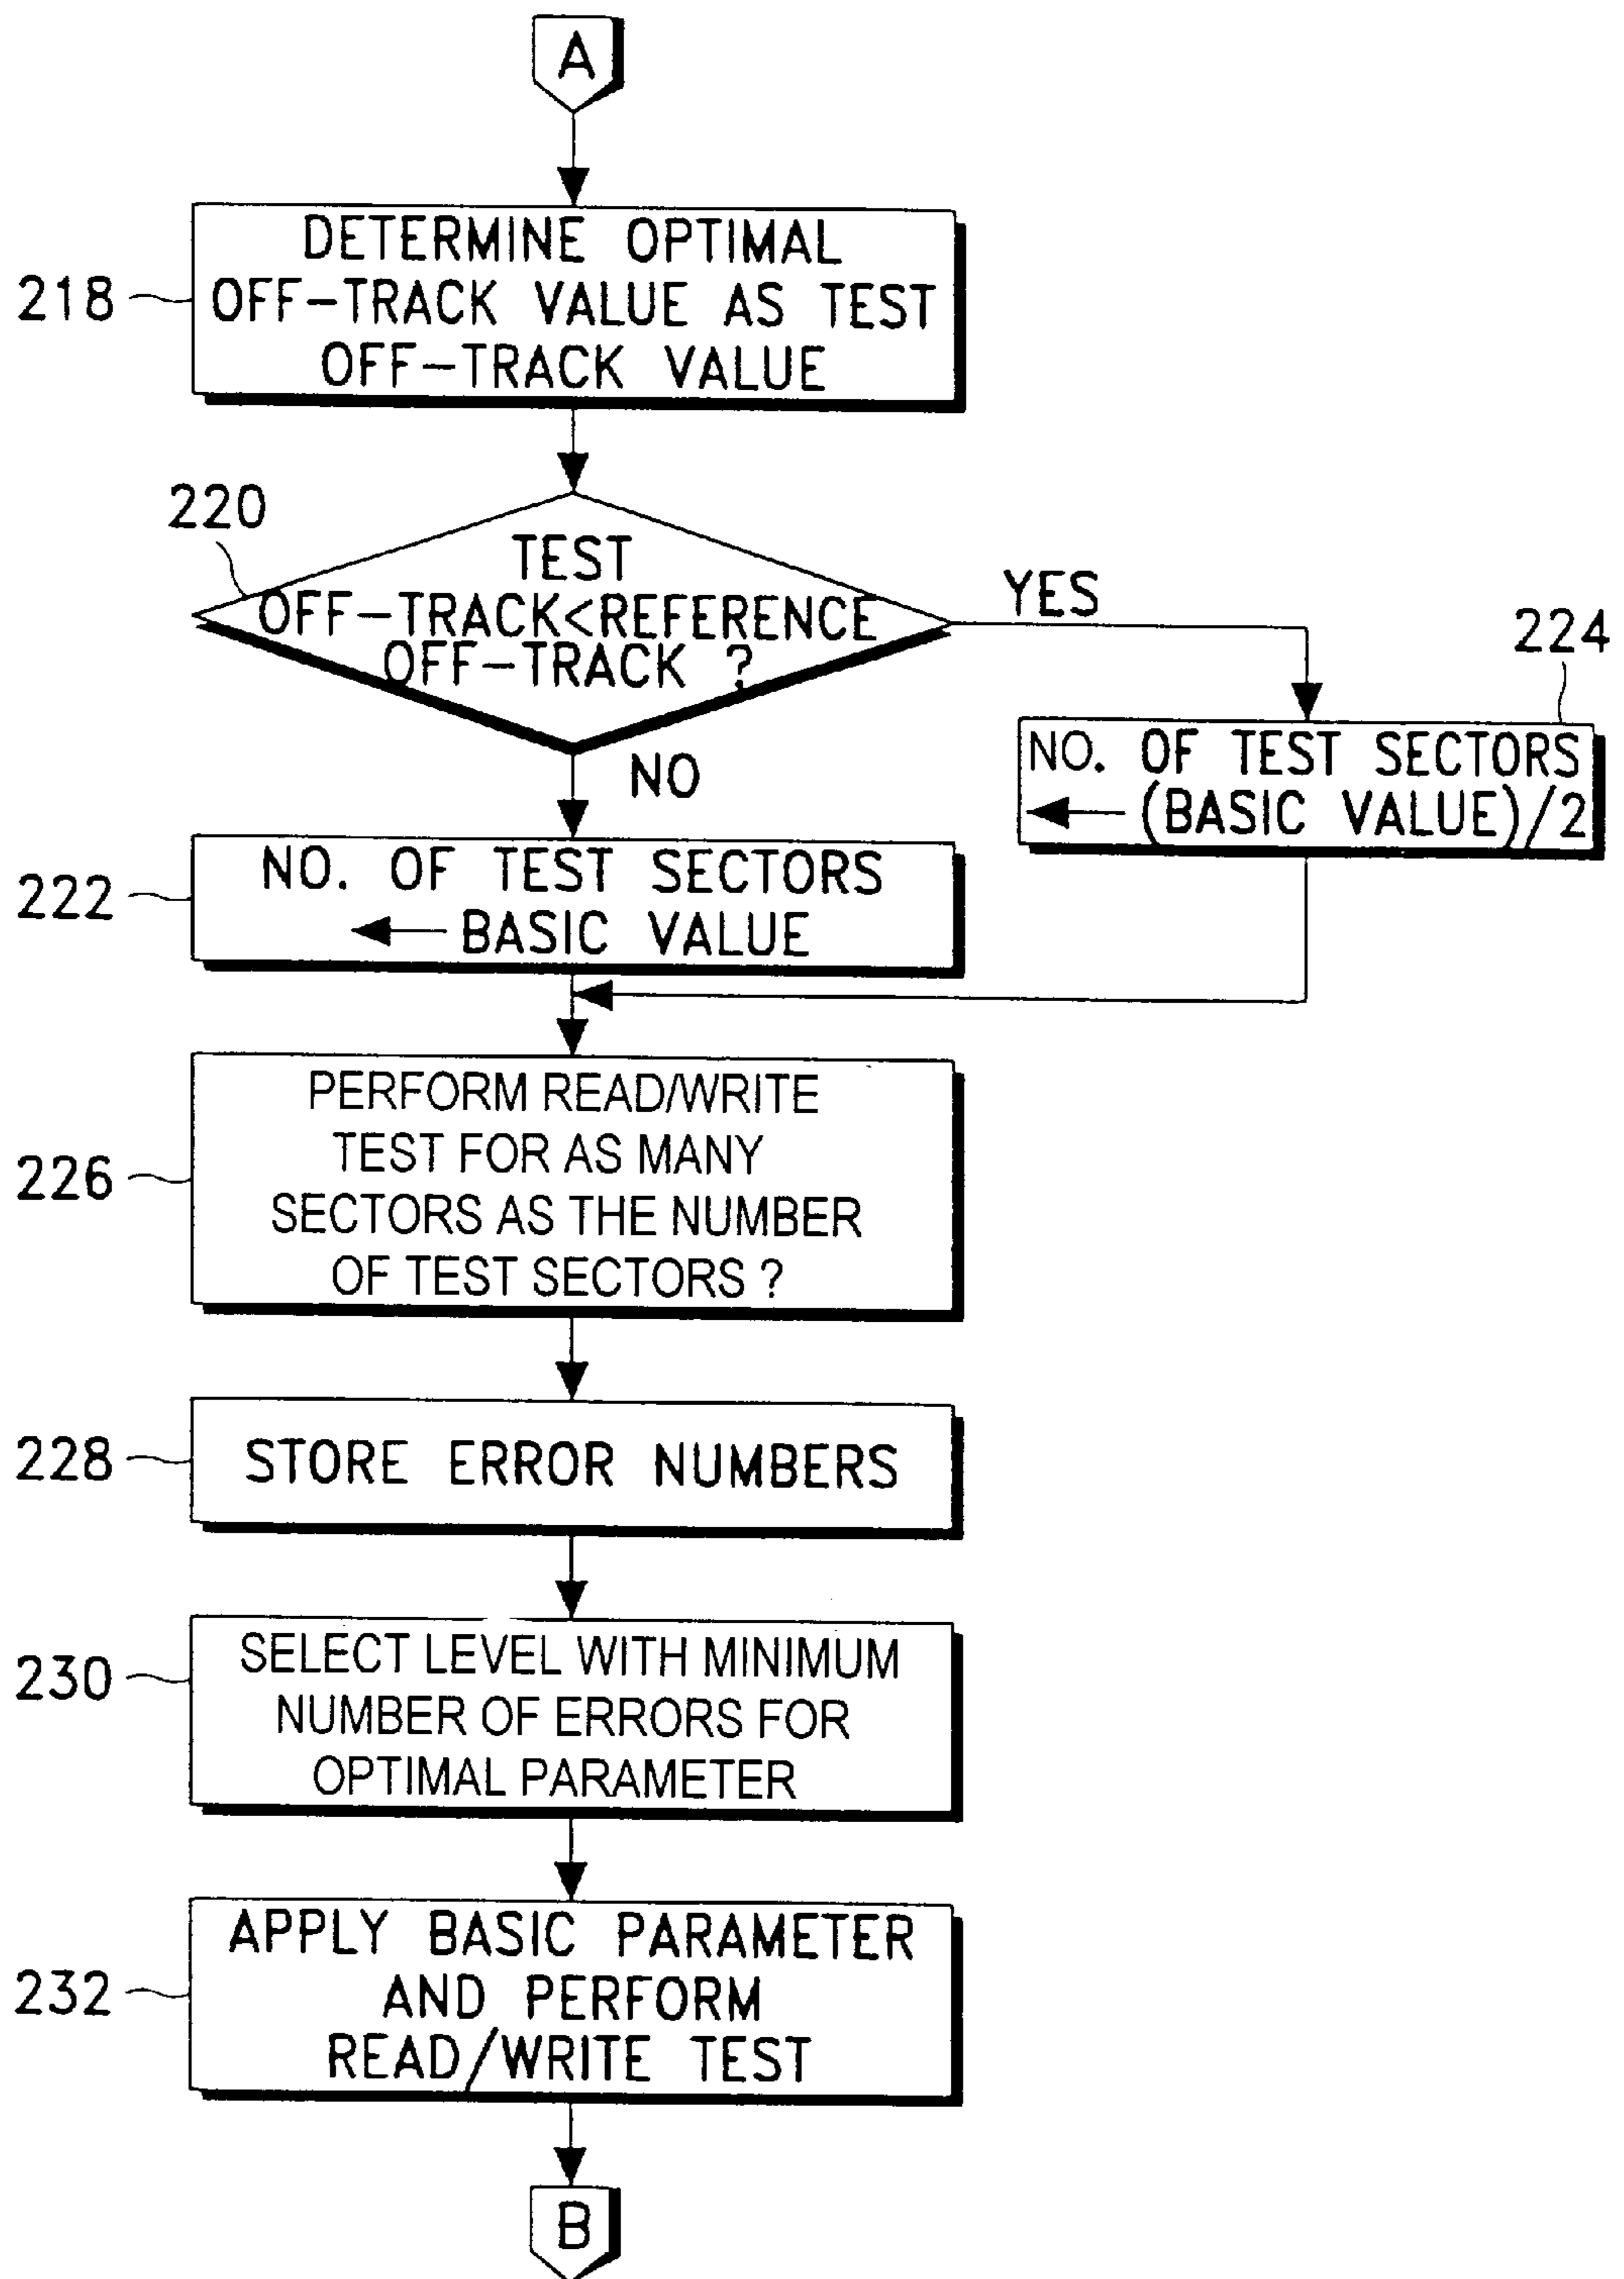 A
DETERMINE OPTIMAL
OFF-TRACK VALUE AS TEST
OFF-TRACK VALUE
218
220
TEST
OFF-TRACK<REFERENCE
OFF-TRACK ?
YES
NO
224
NO. OF TEST SECTORS
← (BASIC VALUE)/2
222
NO. OF TEST SECTORS
← BASIC VALUE
226
PERFORM READ/WRITE
TEST FOR AS MANY
SECTORS AS THE NUMBER
OF TEST SECTORS ?
228
STORE ERROR NUMBERS
230
SELECT LEVEL WITH MINIMUM
NUMBER OF ERRORS FOR
OPTIMAL PARAMETER
232
APPLY BASIC PARAMETER
AND PERFORM
READ/WRITE TEST
B